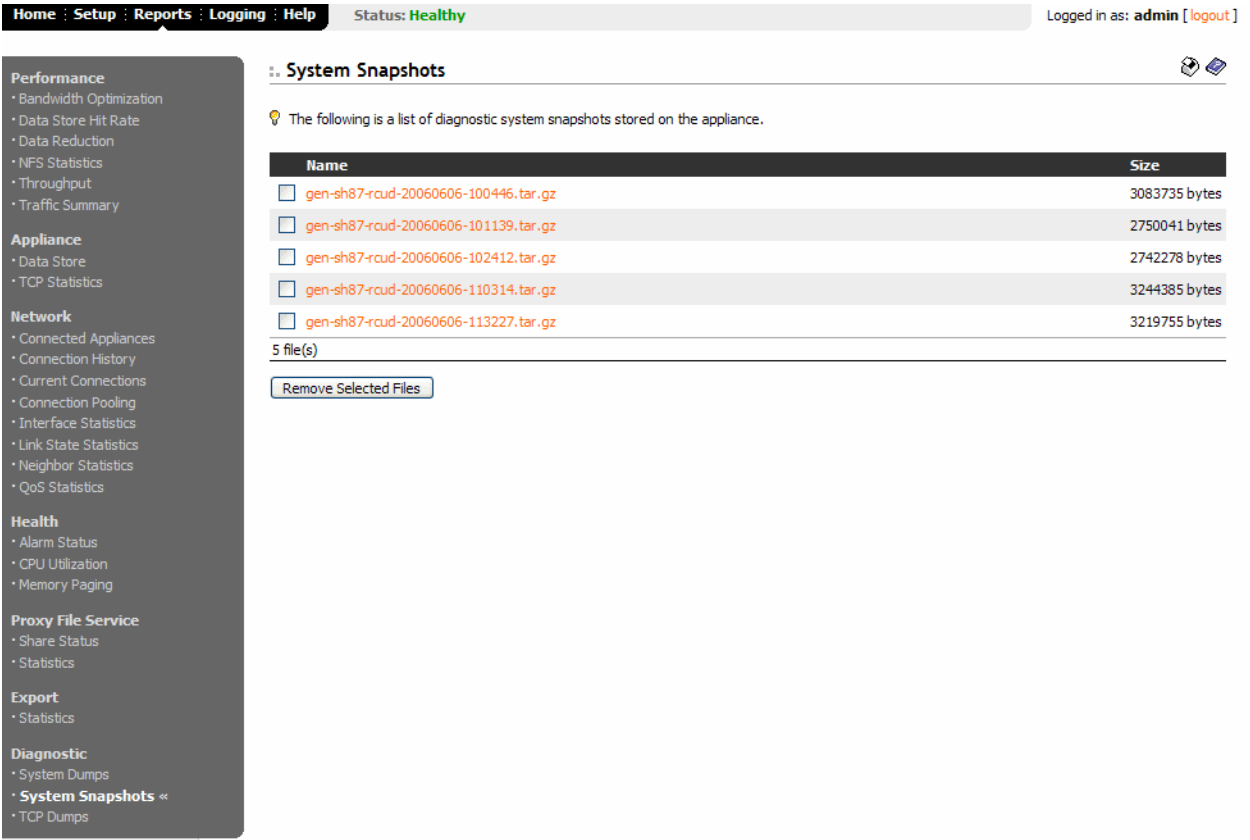 Home Setup Reports Logging Help Status: Healthy Logged in as: admin [ logout ]
Performance
· Bandwidth Optimization
· Data Store Hit Rate
· Data Reduction
· NFS Statistics
· Throughput
· Traffic Summary
Appliance
· Data Store
· TCP Statistics
Network
· Connected Appliances
· Connection History
· Current Connections
· Connection Pooling
· Interface Statistics
· Link State Statistics
· Neighbor Statistics
· QoS Statistics
Health
· Alarm Status
· CPU Utilization
· Memory Paging
Proxy File Service
· Share Status
· Statistics
Export
· Statistics
Diagnostic
· System Dumps
· System Snapshots «
· TCP Dumps
:. System Snapshots
The following is a list of diagnostic system snapshots stored on the appliance.
Name Size
gen-sh87-rcud-20060606-100446.tar.gz 3083735 bytes
gen-sh87-rcud-20060606-101139.tar.gz 2750041 bytes
gen-sh87-rcud-20060606-102412.tar.gz 2742278 bytes
gen-sh87-rcud-20060606-110314.tar.gz 3244385 bytes
gen-sh87-rcud-20060606-113227.tar.gz 3219755 bytes
5 file(s)
Remove Selected Files